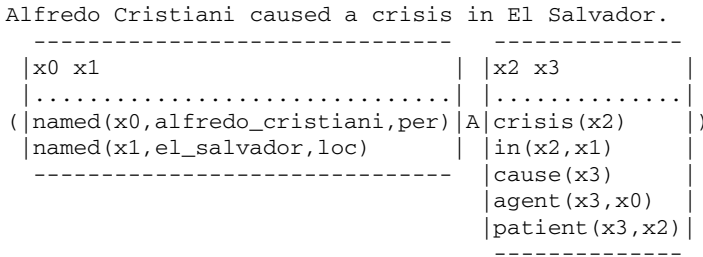 Alfredo Cristiani caused a crisis in El Salvador.
 -------------------------------   --------------
|x0 x1                          | |x2 x3         |
|...............................| |..............|
(|named(x0,alfredo_cristiani,per)|A|crisis(x2)    |)
|named(x1,el_salvador,loc)      | |in(x2,x1)     |
 -------------------------------  |cause(x3)     |
|agent(x3,x0)  |
|patient(x3,x2)|
 --------------